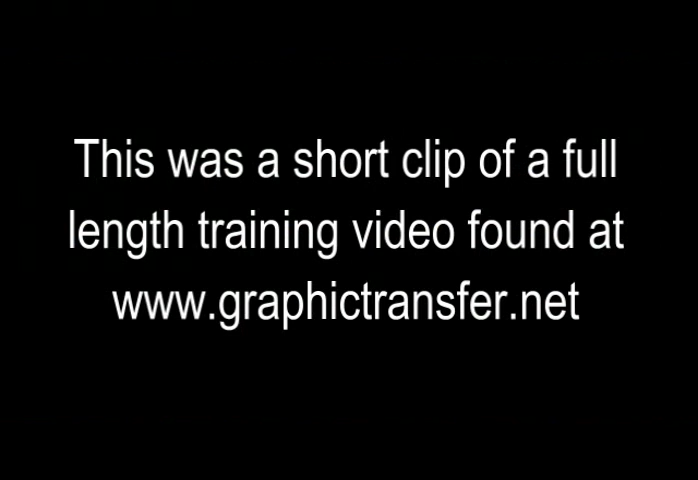 This was a short clip of a full
length training video found at
www.graphictransfer.net